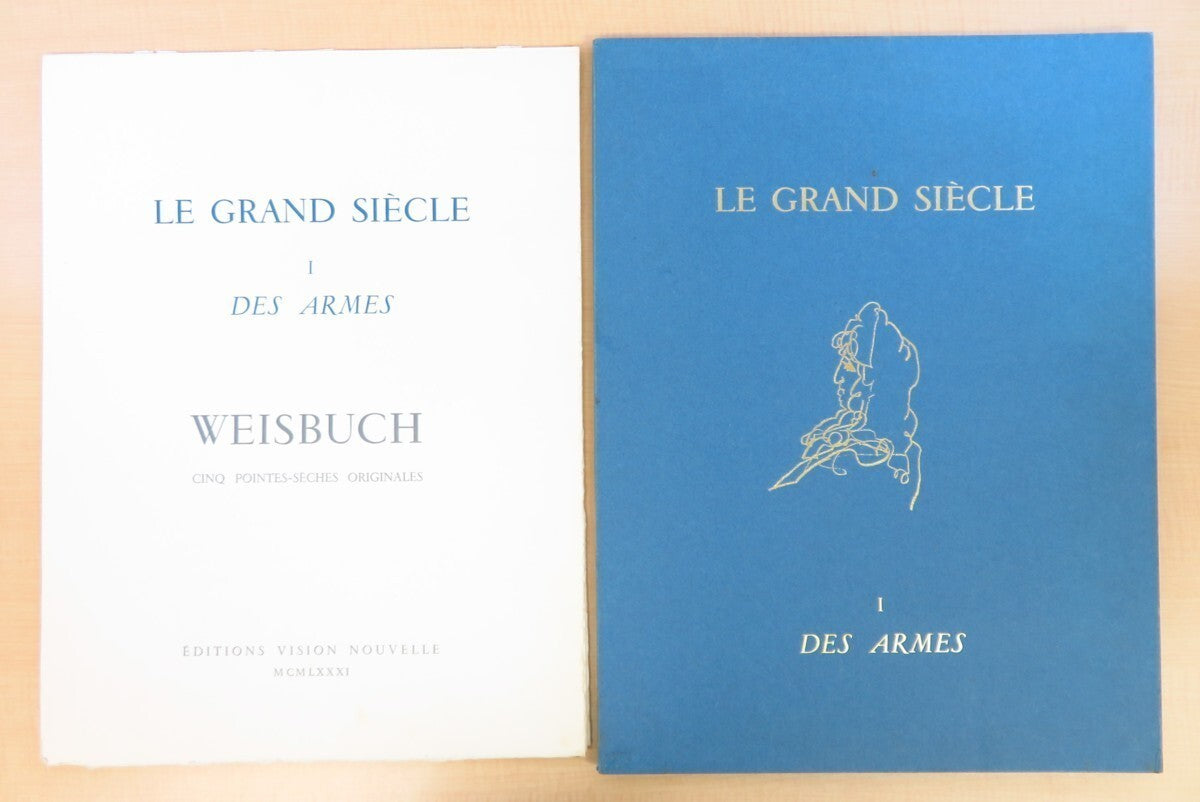 LE GRAND SIÈCLE
I
DES ARMES
WEISBUCH
CINQ POINTES-SÈCHES ORIGINALES
ÉDITIONS VISION NOUVELLE
MCMLXXXI
LE GRAND SIÈCLE
I
DES ARMES